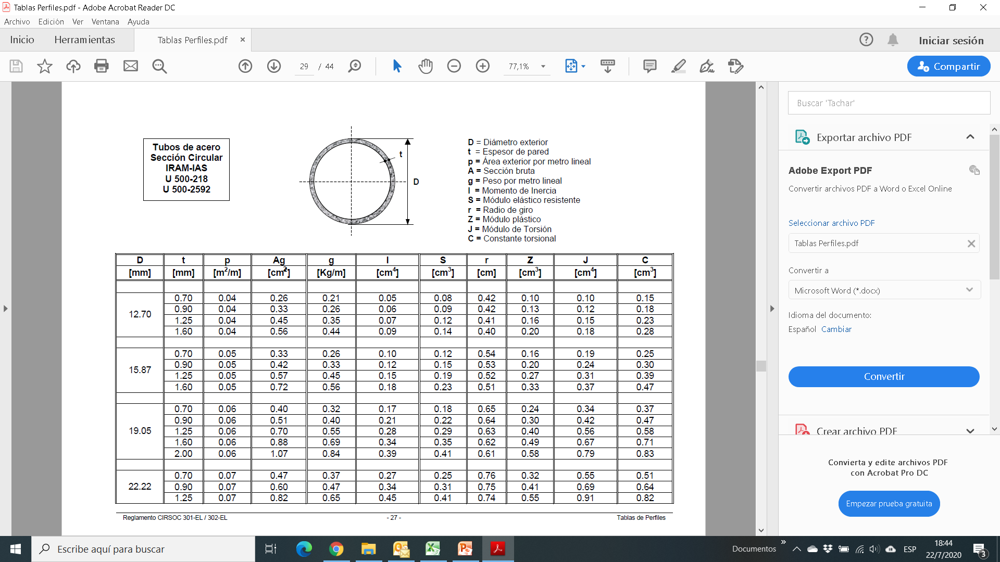 Tablas Perfiles.pdf - Adobe Acrobat Reader DC
Archivo Edición Ver Ventana Ayuda
Inicio Herramientas Tablas Perfiles.pdf Iniciar sesión
29 / 44 77,1% Compartir
Tubos de acero
Sección Circular
IRAM-IAS
U 500-218
U 500-2592
t
D
D = Diámetro exterior
t = Espesor de pared
p = Área exterior por metro lineal
A = Sección bruta
g = Peso por metro lineal
I = Momento de Inercia
S = Módulo elástico resistente
r = Radio de giro
Z = Módulo plástico
J = Módulo de Torsión
C = Constante torsional
D t p Ag g I S r Z J C
[mm] [mm] [m²/m] [cm²] [Kg/m] [cm⁴] [cm³] [cm] [cm³] [cm⁴] [cm³]
12.70
0.70 0.04 0.26 0.21 0.05 0.08 0.42 0.10 0.10 0.15
0.90 0.04 0.33 0.26 0.06 0.09 0.42 0.13 0.12 0.18
1.25 0.04 0.45 0.35 0.07 0.12 0.41 0.16 0.15 0.23
1.60 0.04 0.56 0.44 0.09 0.14 0.40 0.20 0.18 0.28
15.87
0.70 0.05 0.33 0.26 0.10 0.12 0.54 0.16 0.19 0.25
0.90 0.05 0.42 0.33 0.12 0.15 0.53 0.20 0.24 0.30
1.25 0.05 0.57 0.45 0.15 0.19 0.52 0.27 0.31 0.39
1.60 0.05 0.72 0.56 0.18 0.23 0.51 0.33 0.37 0.47
19.05
0.70 0.06 0.40 0.32 0.17 0.18 0.65 0.24 0.34 0.37
0.90 0.06 0.51 0.40 0.21 0.22 0.64 0.30 0.42 0.47
1.25 0.06 0.70 0.55 0.28 0.29 0.63 0.40 0.56 0.58
1.60 0.06 0.88 0.69 0.34 0.35 0.62 0.49 0.67 0.71
2.00 0.06 1.07 0.84 0.39 0.41 0.61 0.58 0.79 0.83
22.22
0.70 0.07 0.47 0.37 0.27 0.25 0.76 0.32 0.55 0.51
0.90 0.07 0.60 0.47 0.34 0.31 0.75 0.41 0.69 0.64
1.25 0.07 0.82 0.65 0.45 0.41 0.74 0.55 0.91 0.82
Reglamento CIRSOC 301-EL / 302-EL - 27 - Tablas de Perfiles
Buscar 'Tachar'
Exportar archivo PDF
Adobe Export PDF
Convertir archivos PDF a Word o Excel Online
Seleccionar archivo PDF
Tablas Perfiles.pdf
Convertir a
Microsoft Word (*.docx)
Idioma del documento:
Español Cambiar
Convertir
Crear archivo PDF
Convierta y edite archivos PDF
con Acrobat Pro DC
Empezar prueba gratuita
Escribe aquí para buscar
Documentos ESP
18:44
22/7/2020
3